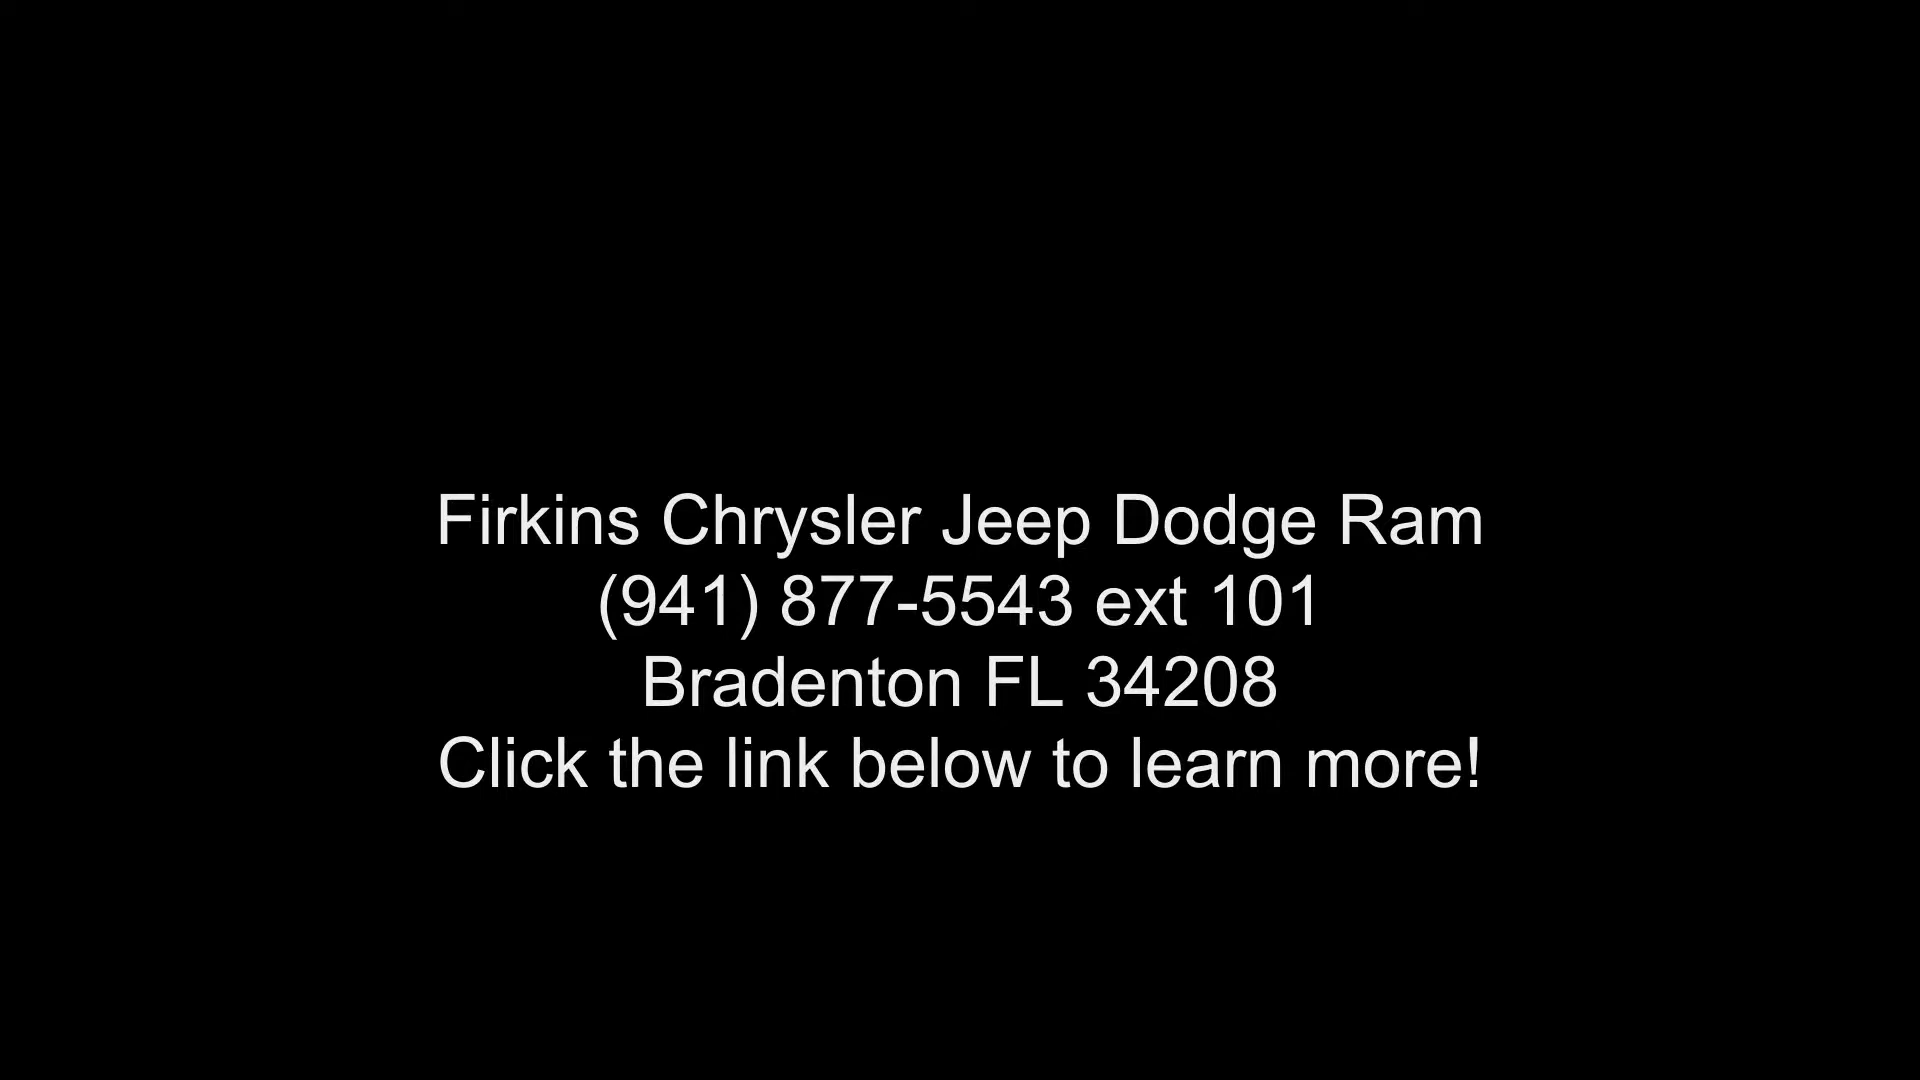 Firkins Chrysler Jeep Dodge Ram
(941) 877-5543 ext 101
Bradenton FL 34208
Click the link below to learn more!